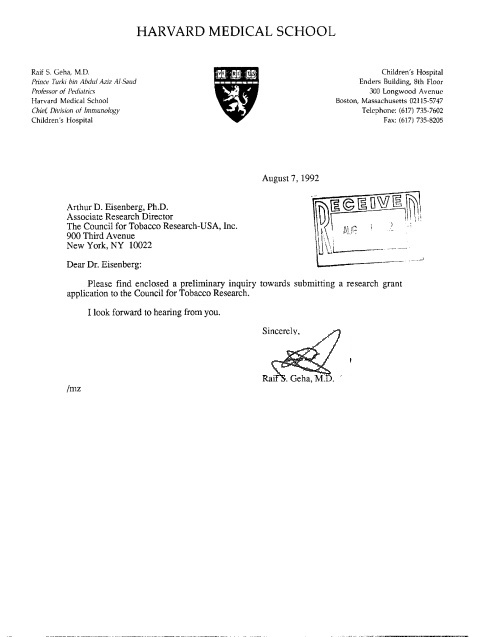 HARVARD MEDICAL SCHOOL
Raif S. Geha, M.D.
Prince Turki bin Abdul Aziz Al-Saud
Professor of Pediatrics
Harvard Medical School
Chief, Division of Immunology
Children's Hospital
Children's Hospital
Enders Building, 8th Floor
300 Longwood Avenue
Boston, Massachusetts 02115-5747
Telephone: (617) 735-7602
Fax: (617) 735-8205
August 7, 1992
RECEIVED
Arthur D. Eisenberg, Ph.D.
Associate Research Director
The Council for Tobacco Research-USA, Inc.
900 Third Avenue
New York, NY 10022
Dear Dr. Eisenberg:
Please find enclosed a preliminary inquiry towards submitting a research grant
application to the Council for Tobacco Research.
I look forward to hearing from you.
Sincerely,
Raif S. Geha, M.D.
/mz